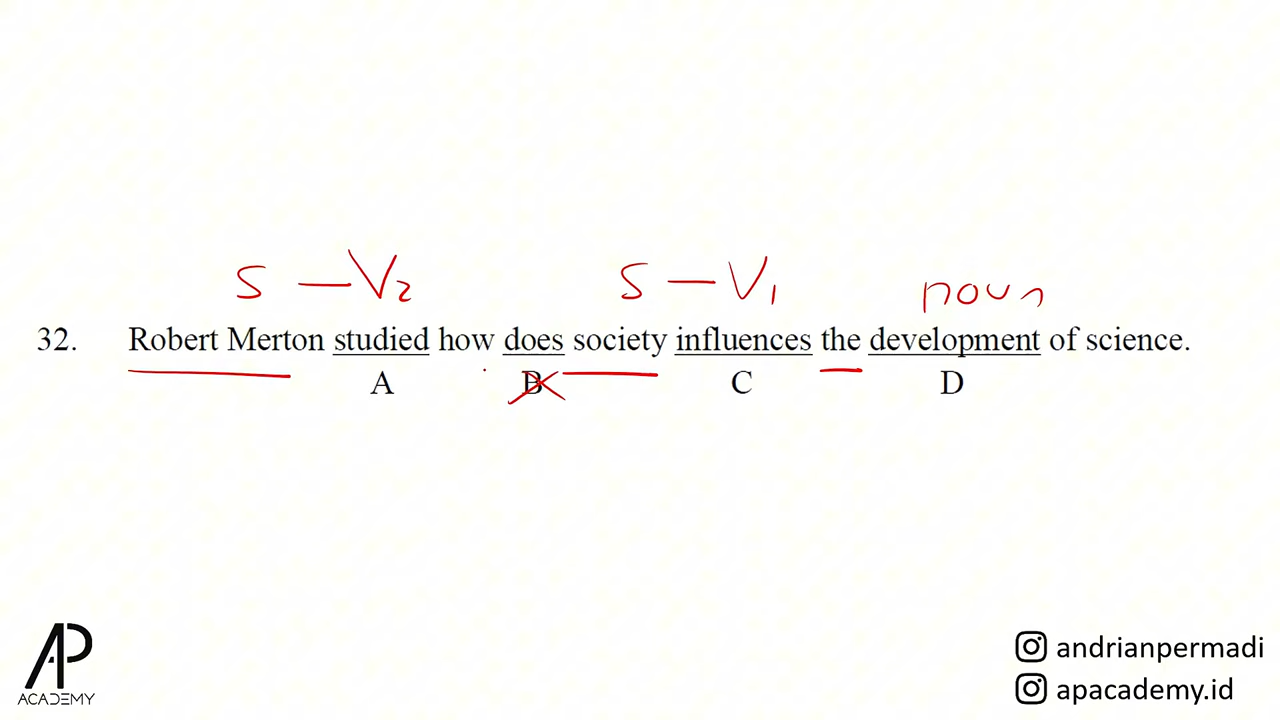 S — V2 S — V1 noun
32. Robert Merton studied how does society influences the development of science.
A B C D
AP
ACADEMY
andrianpermadi
apacademy.id